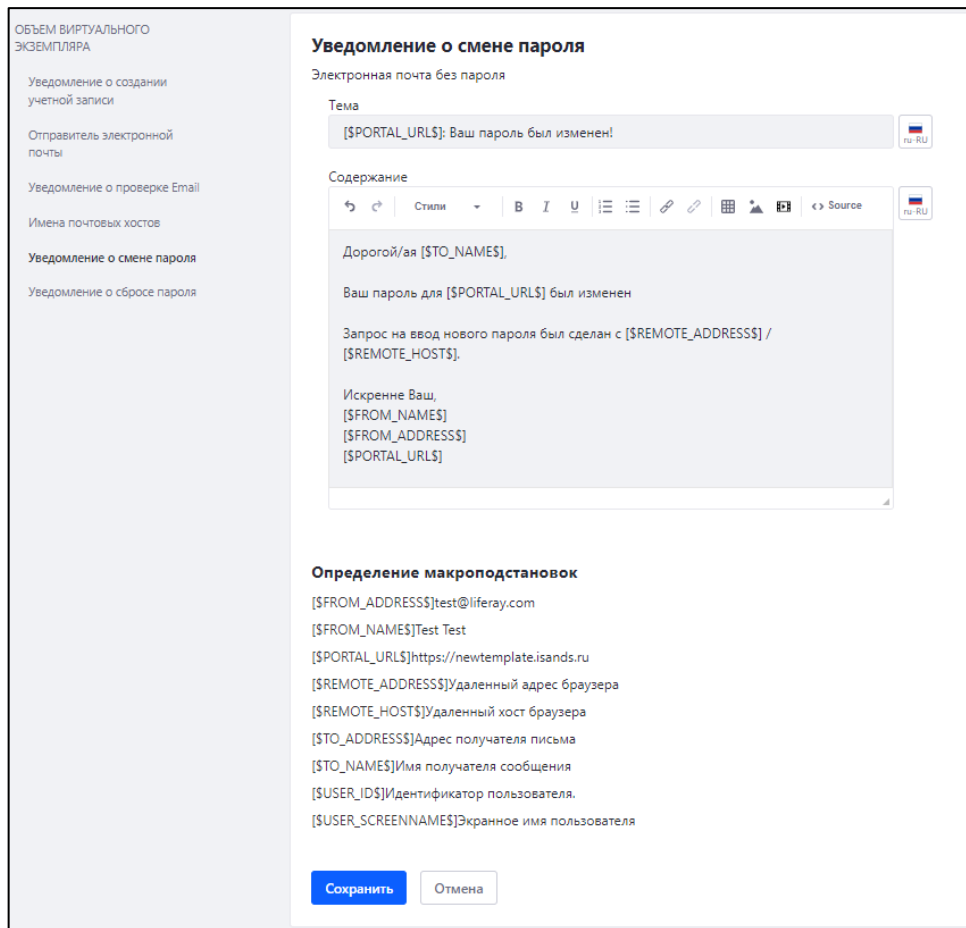 ОБЪЕМ ВИРТУАЛЬНОГО
ЭКЗЕМПЛЯРА
Уведомление о создании
учетной записи
Отправитель электронной
почты
Уведомление о проверке Email
Имена почтовых хостов
Уведомление о смене пароля
Уведомление о сбросе пароля
Уведомление о смене пароля
Электронная почта без пароля
Тема
[$PORTAL_URL$]: Ваш пароль был изменен!
ru-RU
Содержание
Стили B I U Source
ru-RU
Дорогой/ая [$TO_NAME$],
Ваш пароль для [$PORTAL_URL$] был изменен
Запрос на ввод нового пароля был сделан с [$REMOTE_ADDRESS$] /
[$REMOTE_HOST$].
Искренне Ваш,
[$FROM_NAME$]
[$FROM_ADDRESS$]
[$PORTAL_URL$]
Определение макроподстановок
[$FROM_ADDRESS$]test@liferay.com
[$FROM_NAME$]Test Test
[$PORTAL_URL$]https://newtemplate.isands.ru
[$REMOTE_ADDRESS$]Удаленный адрес браузера
[$REMOTE_HOST$]Удаленный хост браузера
[$TO_ADDRESS$]Адрес получателя письма
[$TO_NAME$]Имя получателя сообщения
[$USER_ID$]Идентификатор пользователя.
[$USER_SCREENNAME$]Экранное имя пользователя
Сохранить
Отмена